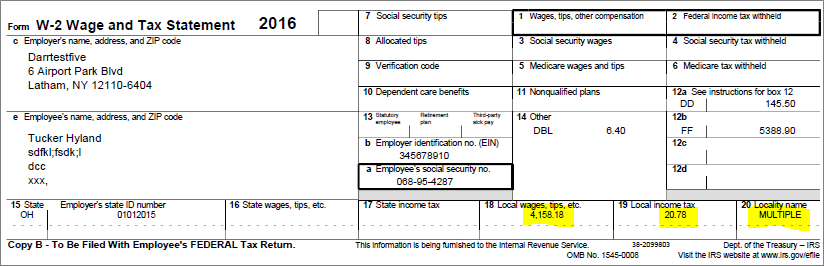 Form W-2 Wage and Tax Statement 2016
c Employer's name, address, and ZIP code
Darrtestfive
6 Airport Park Blvd
Latham, NY 12110-6404
e Employee's name, address, and ZIP code
Tucker Hyland
sdfkl;fsdk;l
dcc
xxx,
7 Social security tips
1 Wages, tips, other compensation
2 Federal income tax withheld
8 Allocated tips
3 Social security wages
4 Social security tax withheld
9 Verification code
5 Medicare wages and tips
6 Medicare tax withheld
10 Dependent care benefits
11 Nonqualified plans
12a See instructions for box 12
DD 145.50
13 Statutory employee Retirement plan Third-party sick pay
14 Other
DBL 6.40
12b
FF 5388.90
b Employer identification no. (EIN)
345678910
12c
a Employee's social security no.
068-95-4287
12d
15 State Employer's state ID number
OH 01012015
16 State wages, tips, etc.
17 State income tax
18 Local wages, tips, etc.
4,158.18
19 Local income tax
20.78
20 Locality name
MULTIPLE
Copy B - To Be Filed With Employee's FEDERAL Tax Return.
This information is being furnished to the Internal Revenue Service.
38-2099803
Dept. of the Treasury – IRS
OMB No. 1545-0008
Visit the IRS website at www.irs.gov/efile